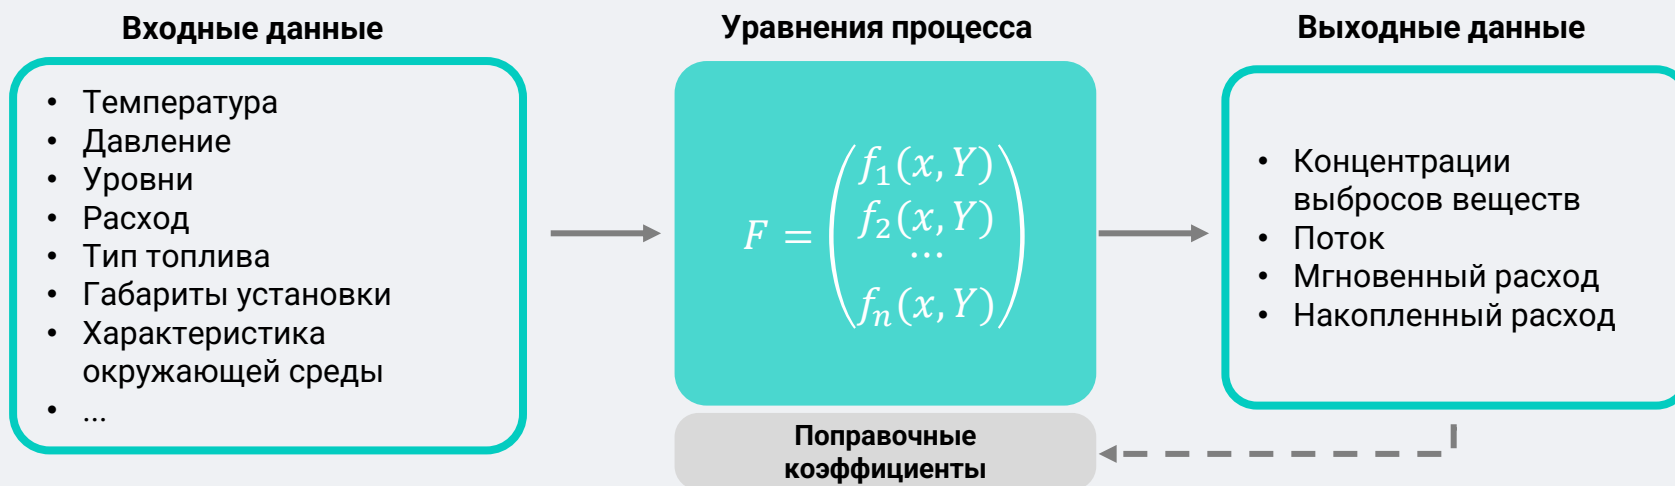 Входные данные
• Температура
• Давление
• Уровни
• Расход
• Тип топлива
• Габариты установки
• Характеристика
окружающей среды
• ...
Уравнения процесса
F = ( f₁(x, Y)
f₂(x, Y)
...
fₙ(x, Y) )
Поправочные
коэффициенты
Выходные данные
• Концентрации
выбросов веществ
• Поток
• Мгновенный расход
• Накопленный расход